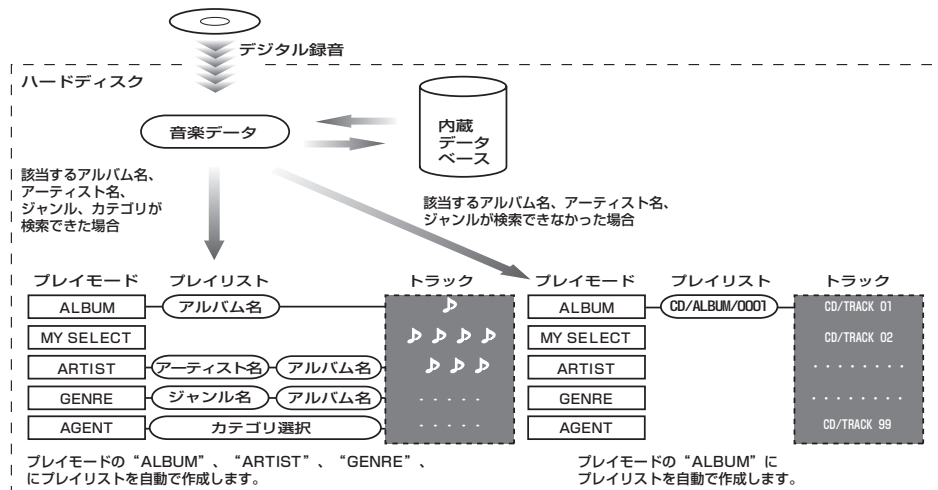 デジタル録音
ハードディスク
音楽データ
内蔵
データ
ベース
該当するアルバム名、
アーティスト名、
ジャンル、カテゴリが
検索できた場合
該当するアルバム名、アーティスト名、
ジャンルが検索できなかった場合
プレイモード プレイリスト トラック
ALBUM アルバム名
MY SELECT
ARTIST アーティスト名 アルバム名
GENRE ジャンル名 アルバム名
AGENT カテゴリ選択
プレイモードの“ALBUM”、“ARTIST”、“GENRE”、
にプレイリストを自動で作成します。
プレイモード プレイリスト トラック
ALBUM CD/ALBUM/0001 CD/TRACK 01
MY SELECT CD/TRACK 02
ARTIST ........
GENRE ........
AGENT CD/TRACK 99
プレイモードの“ALBUM”に
プレイリストを自動で作成します。